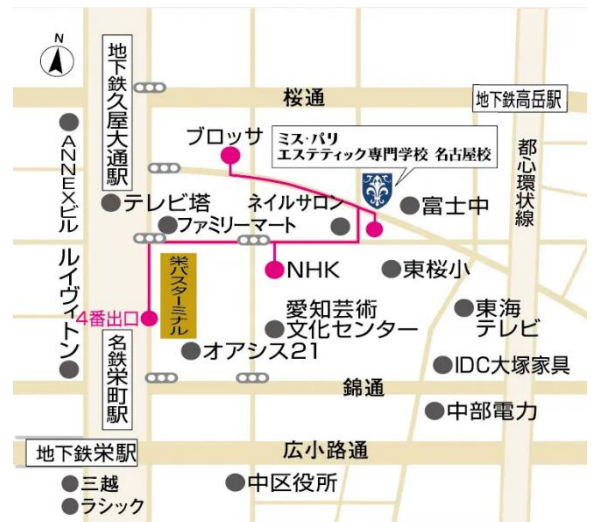 N
地下鉄久屋大通駅
桜通
地下鉄高岳駅
ブロッサ
ミス・パリ
エステティック専門学校 名古屋校
都心環状線
ANNEXビル
テレビ塔
ネイルサロン
富士中
ファミリーマート
ルイヴィトン
栄バスターミナル
NHK
東桜小
4番出口
愛知芸術
文化センター
東海
テレビ
名鉄栄町駅
オアシス21
IDC大塚家具
錦通
中部電力
地下鉄栄駅
広小路通
三越
中区役所
ラシック